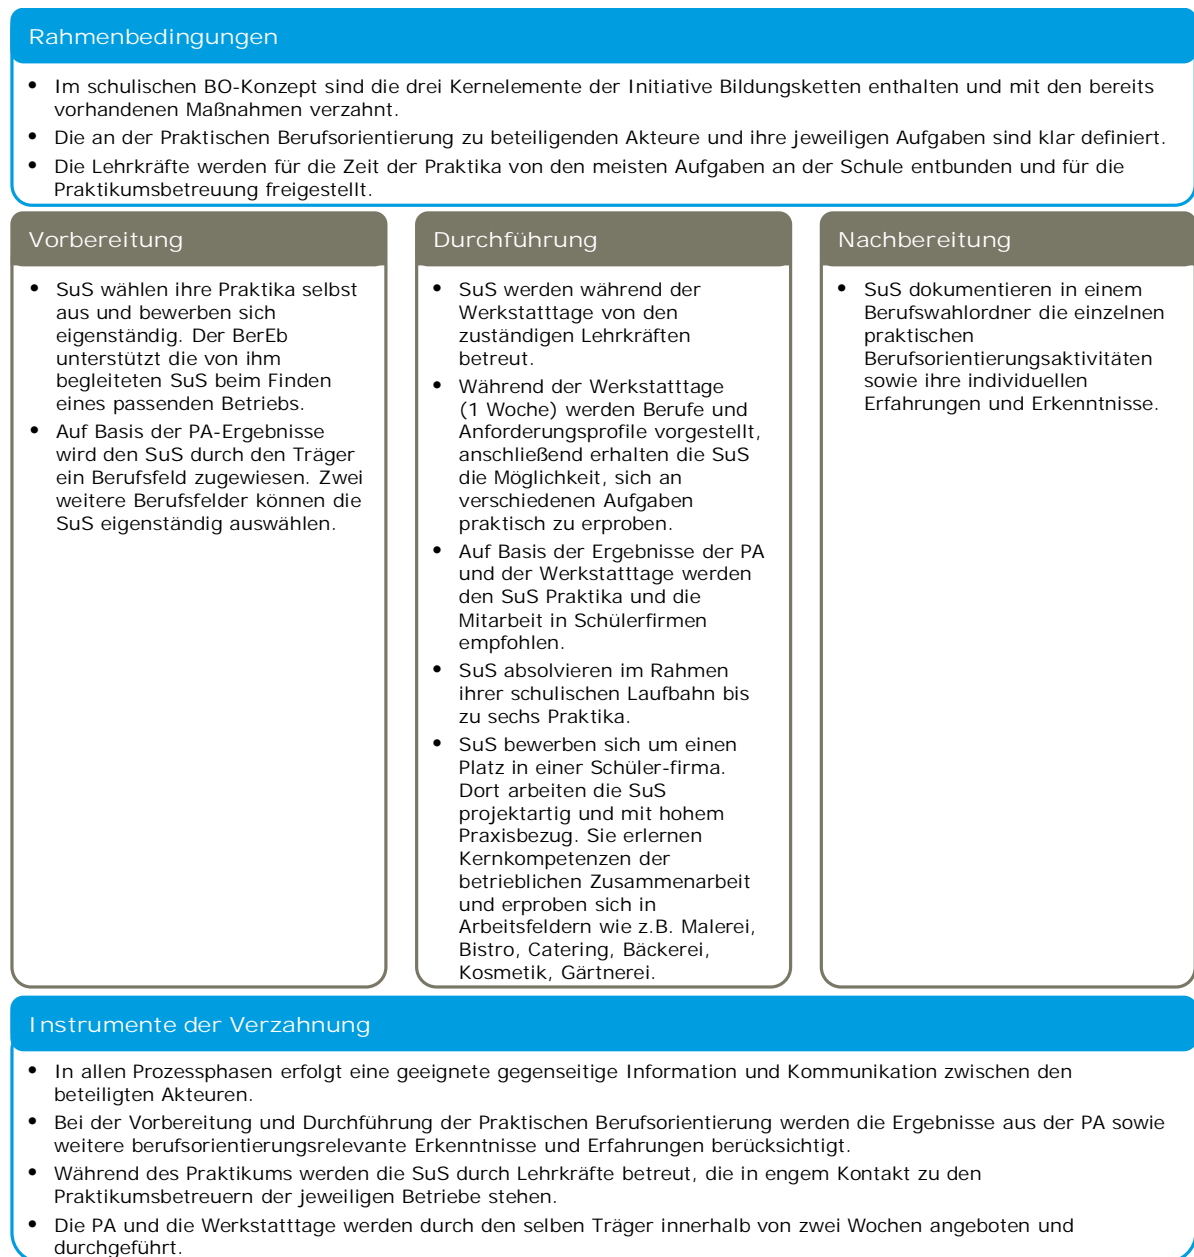 Rahmenbedingungen
• Im schulischen BO-Konzept sind die drei Kernelemente der Initiative Bildungsketten enthalten und mit den bereits
vorhandenen Maßnahmen verzahnt.
• Die an der Praktischen Berufsorientierung zu beteiligenden Akteure und ihre jeweiligen Aufgaben sind klar definiert.
• Die Lehrkräfte werden für die Zeit der Praktika von den meisten Aufgaben an der Schule entbunden und für die
Praktikumsbetreuung freigestellt.
Vorbereitung
• SuS wählen ihre Praktika selbst
aus und bewerben sich
eigenständig. Der BerEb
unterstützt die von ihm
begleiteten SuS beim Finden
eines passenden Betriebs.
• Auf Basis der PA-Ergebnisse
wird den SuS durch den Träger
ein Berufsfeld zugewiesen. Zwei
weitere Berufsfelder können die
SuS eigenständig auswählen.
Durchführung
• SuS werden während der
Werkstatttage von den
zuständigen Lehrkräften
betreut.
• Während der Werkstatttage
(1 Woche) werden Berufe und
Anforderungsprofile vorgestellt,
anschließend erhalten die SuS
die Möglichkeit, sich an
verschiedenen Aufgaben
praktisch zu erproben.
• Auf Basis der Ergebnisse der PA
und der Werkstatttage werden
den SuS Praktika und die
Mitarbeit in Schülerfirmen
empfohlen.
• SuS absolvieren im Rahmen
ihrer schulischen Laufbahn bis
zu sechs Praktika.
• SuS bewerben sich um einen
Platz in einer Schüler-firma.
Dort arbeiten die SuS
projektartig und mit hohem
Praxisbezug. Sie erlernen
Kernkompetenzen der
betrieblichen Zusammenarbeit
und erproben sich in
Arbeitsfeldern wie z.B. Malerei,
Bistro, Catering, Bäckerei,
Kosmetik, Gärtnerei.
Nachbereitung
• SuS dokumentieren in einem
Berufswahlordner die einzelnen
praktischen
Berufsorientierungsaktivitäten
sowie ihre individuellen
Erfahrungen und Erkenntnisse.
Instrumente der Verzahnung
• In allen Prozessphasen erfolgt eine geeignete gegenseitige Information und Kommunikation zwischen den
beteiligten Akteuren.
• Bei der Vorbereitung und Durchführung der Praktischen Berufsorientierung werden die Ergebnisse aus der PA sowie
weitere berufsorientierungsrelevante Erkenntnisse und Erfahrungen berücksichtigt.
• Während des Praktikums werden die SuS durch Lehrkräfte betreut, die in engem Kontakt zu den
Praktikumsbetreuern der jeweiligen Betriebe stehen.
• Die PA und die Werkstatttage werden durch den selben Träger innerhalb von zwei Wochen angeboten und
durchgeführt.